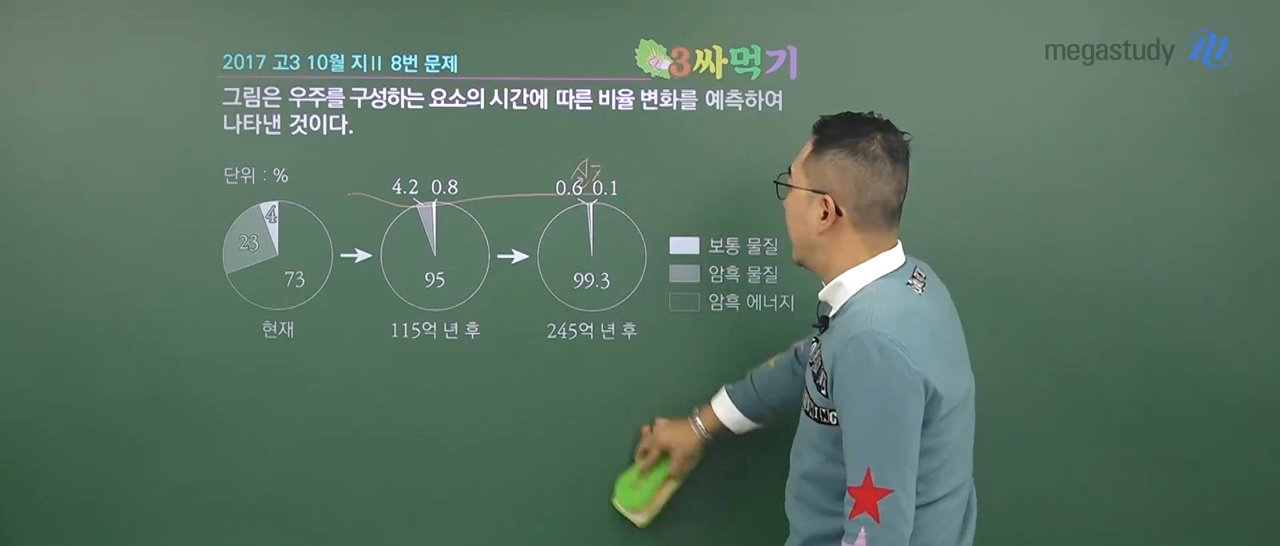 megastudy
2017 고3 10월 지II 8번 문제
3싸먹기
그림은 우주를 구성하는 요소의 시간에 따른 비율 변화를 예측하여
나타낸 것이다.
단위 : %
4 23 73
현재
4.2 0.8
95
115억 년 후
0.6 0.1
99.3
245억 년 후
보통 물질
암흑 물질
암흑 에너지